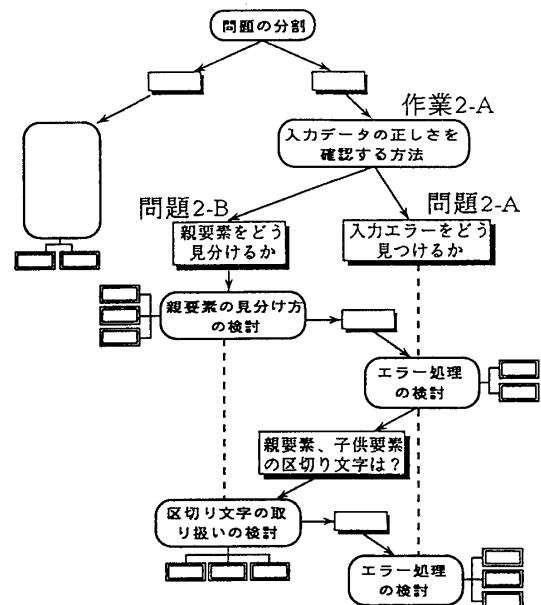 問題の分割
作業2-A
入力データの正しさを
確認する方法
問題2-B
問題2-A
親要素をどう
見分けるか
入力エラーをどう
見つけるか
親要素の見分け方
の検討
エラー処理
の検討
親要素、子供要素
の区切り文字は？
区切り文字の取
り扱いの検討
エラー処理
の検討